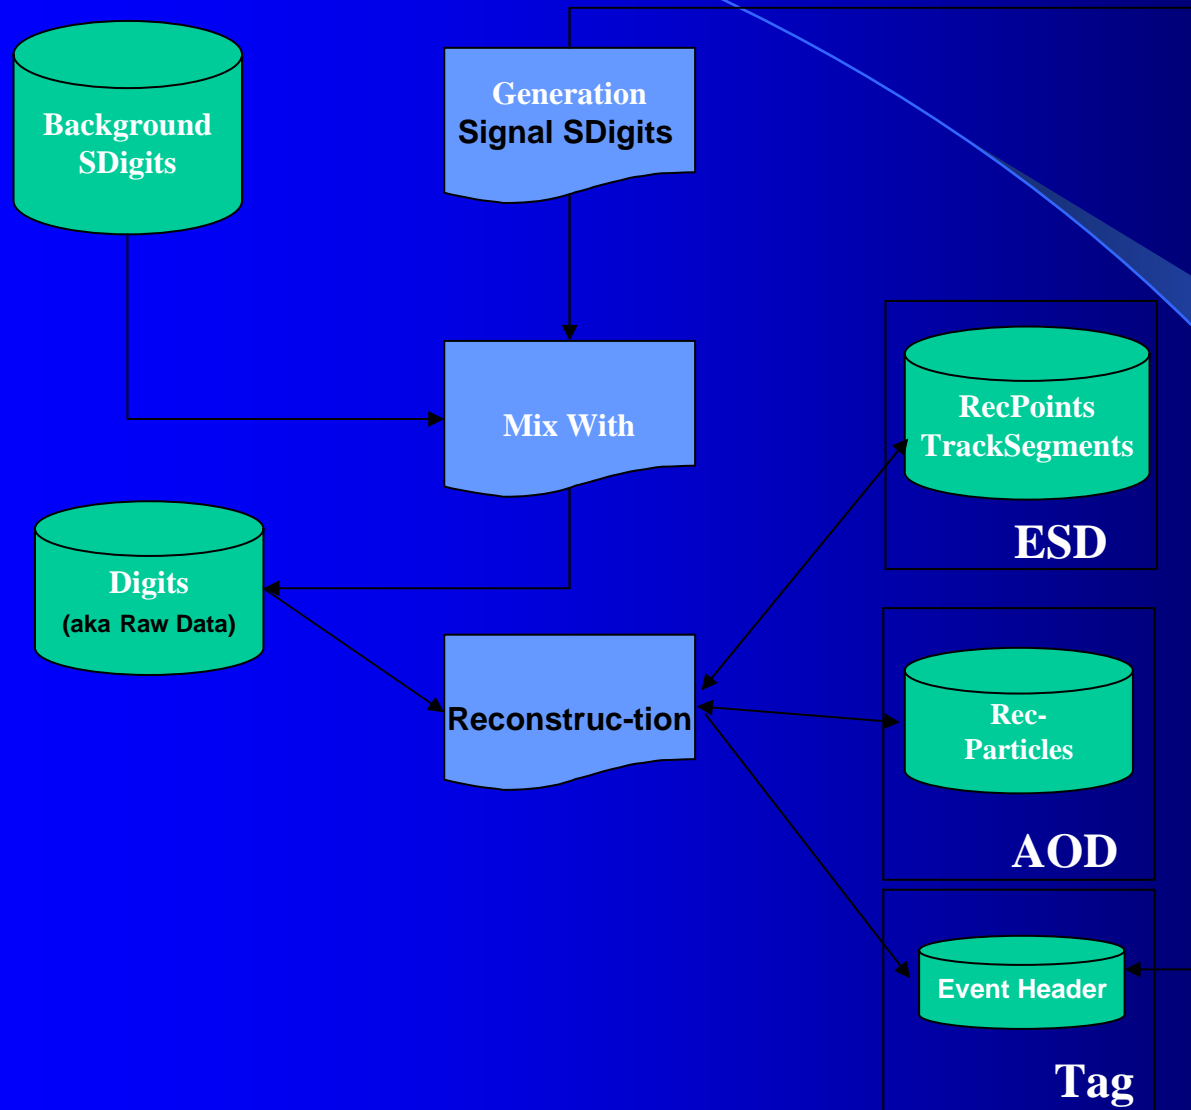 Background
SDigits
Generation
Signal SDigits
Mix With
RecPoints
TrackSegments
ESD
Digits
(aka Raw Data)
Reconstruc-tion
Rec-
Particles
AOD
Event Header
Tag